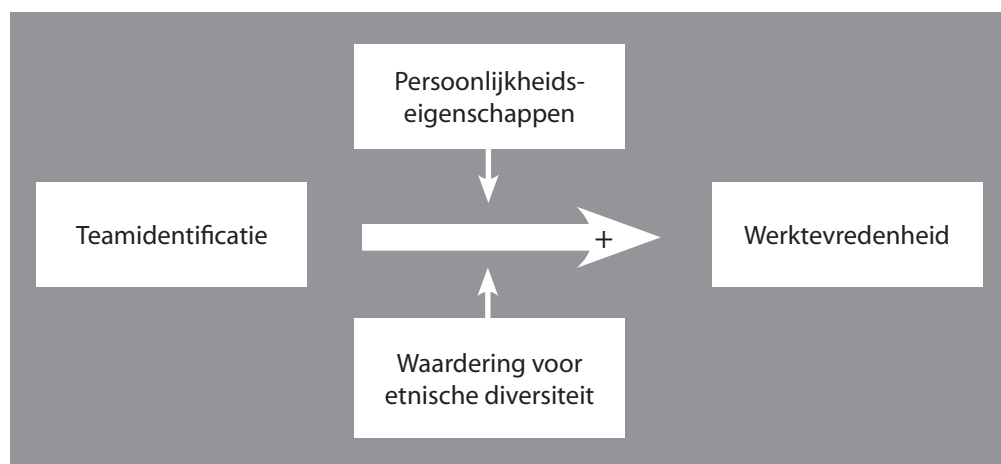 Persoonlijkheids-
eigenschappen
Teamidentificatie
+
Werktevredenheid
Waardering voor
etnische diversiteit